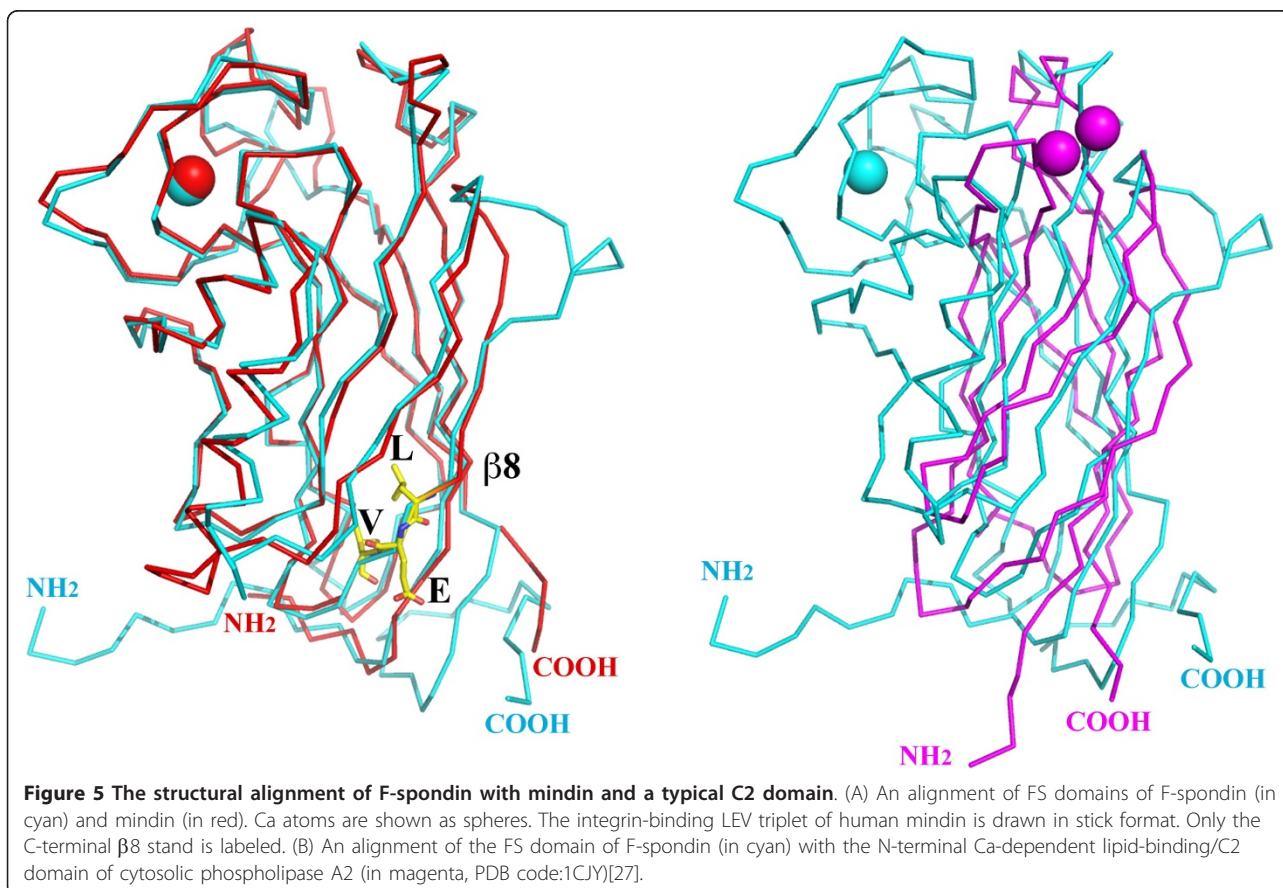 L
β8
V
E
NH2
NH2
COOH
COOH
NH2
COOH
COOH
NH2
Figure 5 The structural alignment of F-spondin with mindin and a typical C2 domain. (A) An alignment of FS domains of F-spondin (in
cyan) and mindin (in red). Ca atoms are shown as spheres. The integrin-binding LEV triplet of human mindin is drawn in stick format. Only the
C-terminal β8 stand is labeled. (B) An alignment of the FS domain of F-spondin (in cyan) with the N-terminal Ca-dependent lipid-binding/C2
domain of cytosolic phospholipase A2 (in magenta, PDB code:1CJY)[27].